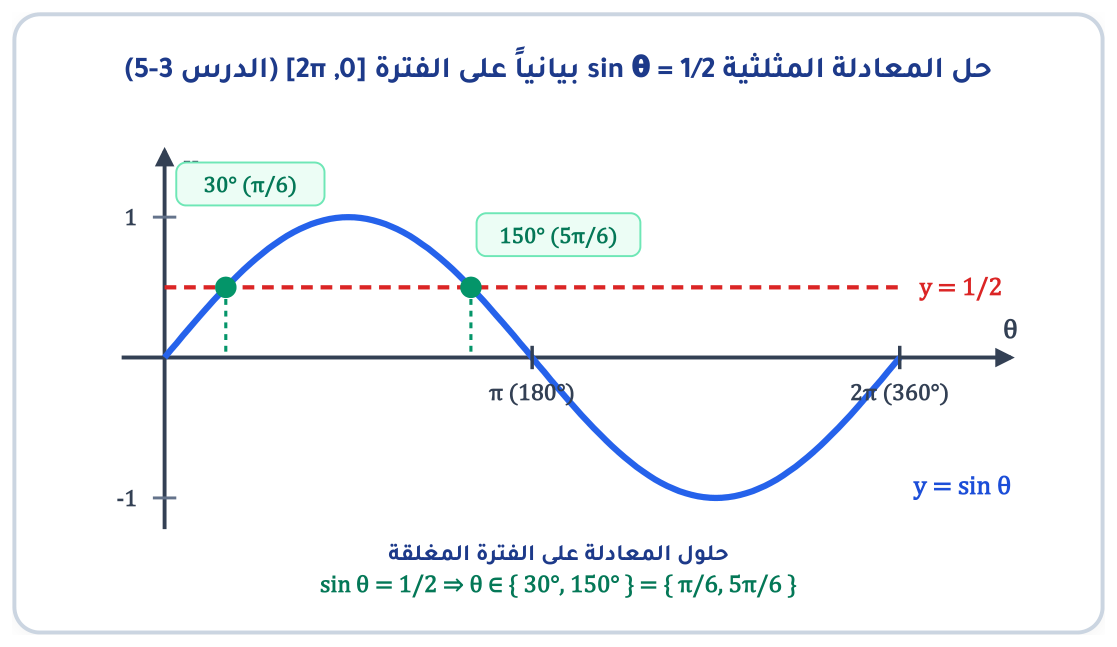 حل المعادلة المثلثية sin θ = 1/2 بيانياً على الفترة [0, 2π] (الدرس 3-5)
30° (π/6)
1
150° (5π/6)
y = 1/2
θ
π (180°)
2π (360°)
-1
y = sin θ
حلول المعادلة على الفترة المغلقة
sin θ = 1/2 ⇒ θ ∈ { 30°, 150° } = { π/6, 5π/6 }